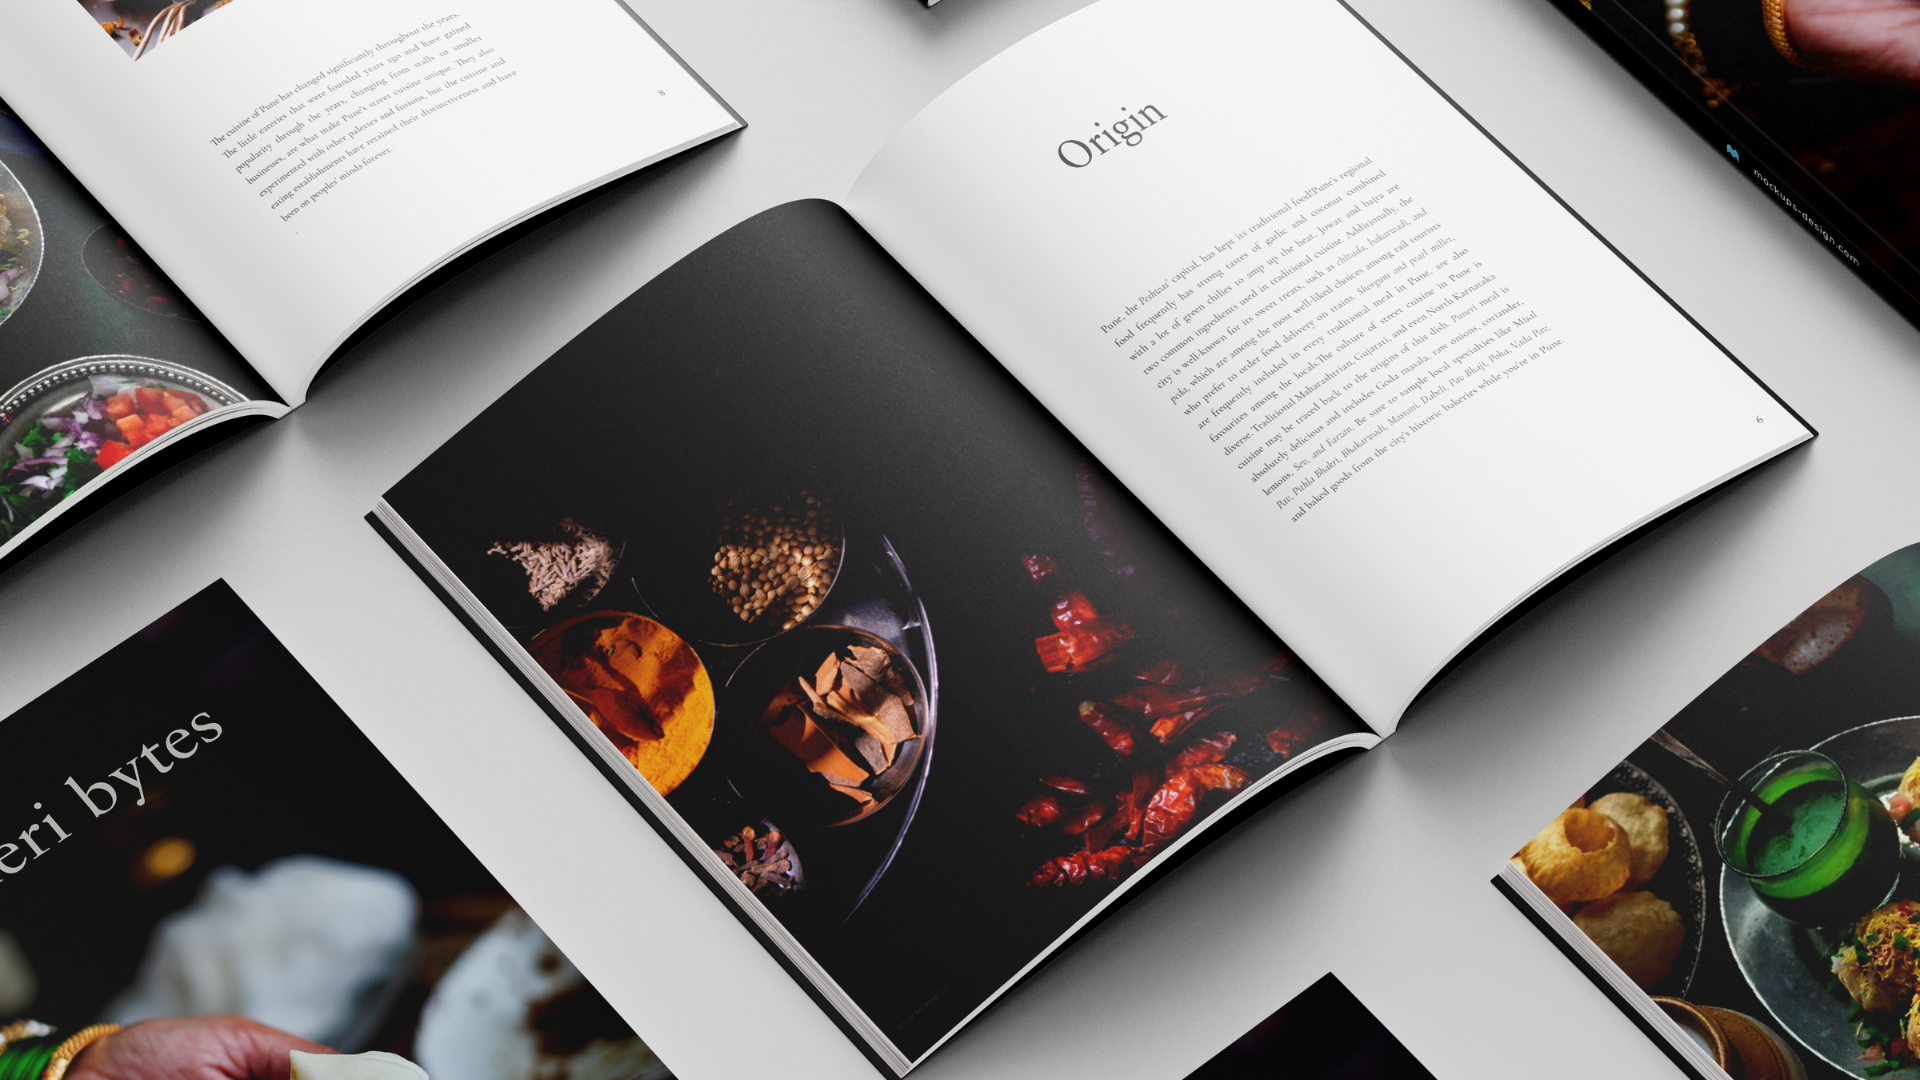 The cuisine of Pune has changed significantly throughout the years.
The little eateries that were founded years ago and have gained
popularity through the years, changing from stalls to smaller
businesses, are what make Pune's street cuisine unique. They also
experimented with other palettes and fusions, but the cuisine and
eating establishments have retained their distinctiveness and have
been on peoples' minds forever.
8
Origin
Pune, the Peshwas' capital, has kept its traditional food!Pune's regional
food frequently has strong tastes of garlic and coconut combined
with a lot of green chilies to amp up the heat. Jowar and bajra are
two common ingredients used in traditional cuisine. Additionally, the
city is well-known for its sweet treats, such as chivada, bakarwadi, and
peda, which are among the most well-liked choices among rail tourists
who prefer to order food delivery on trains. Shorgun and pearl millet,
are frequently included in every traditional meal in Pune, are also
favourites among the locals.The culture of street cuisine in Pune is
diverse. Traditional Maharashtrian, Gujarati, and even North Karnataka
cuisine may be traced back to the origins of this dish. Puneri meal is
absolutely delicious and includes Goda masala, raw onions, coriander,
lemons, Sev, and Farzan. Be sure to sample local specialties like Misal
Pav, Pithla Bhakri, Bhakarwadi, Mastani, Dabeli, Pav Bhaji, Poha, Vada Pav,
and baked goods from the city's historic bakeries while you're in Pune.
6
mockups-design.com
eri bytes